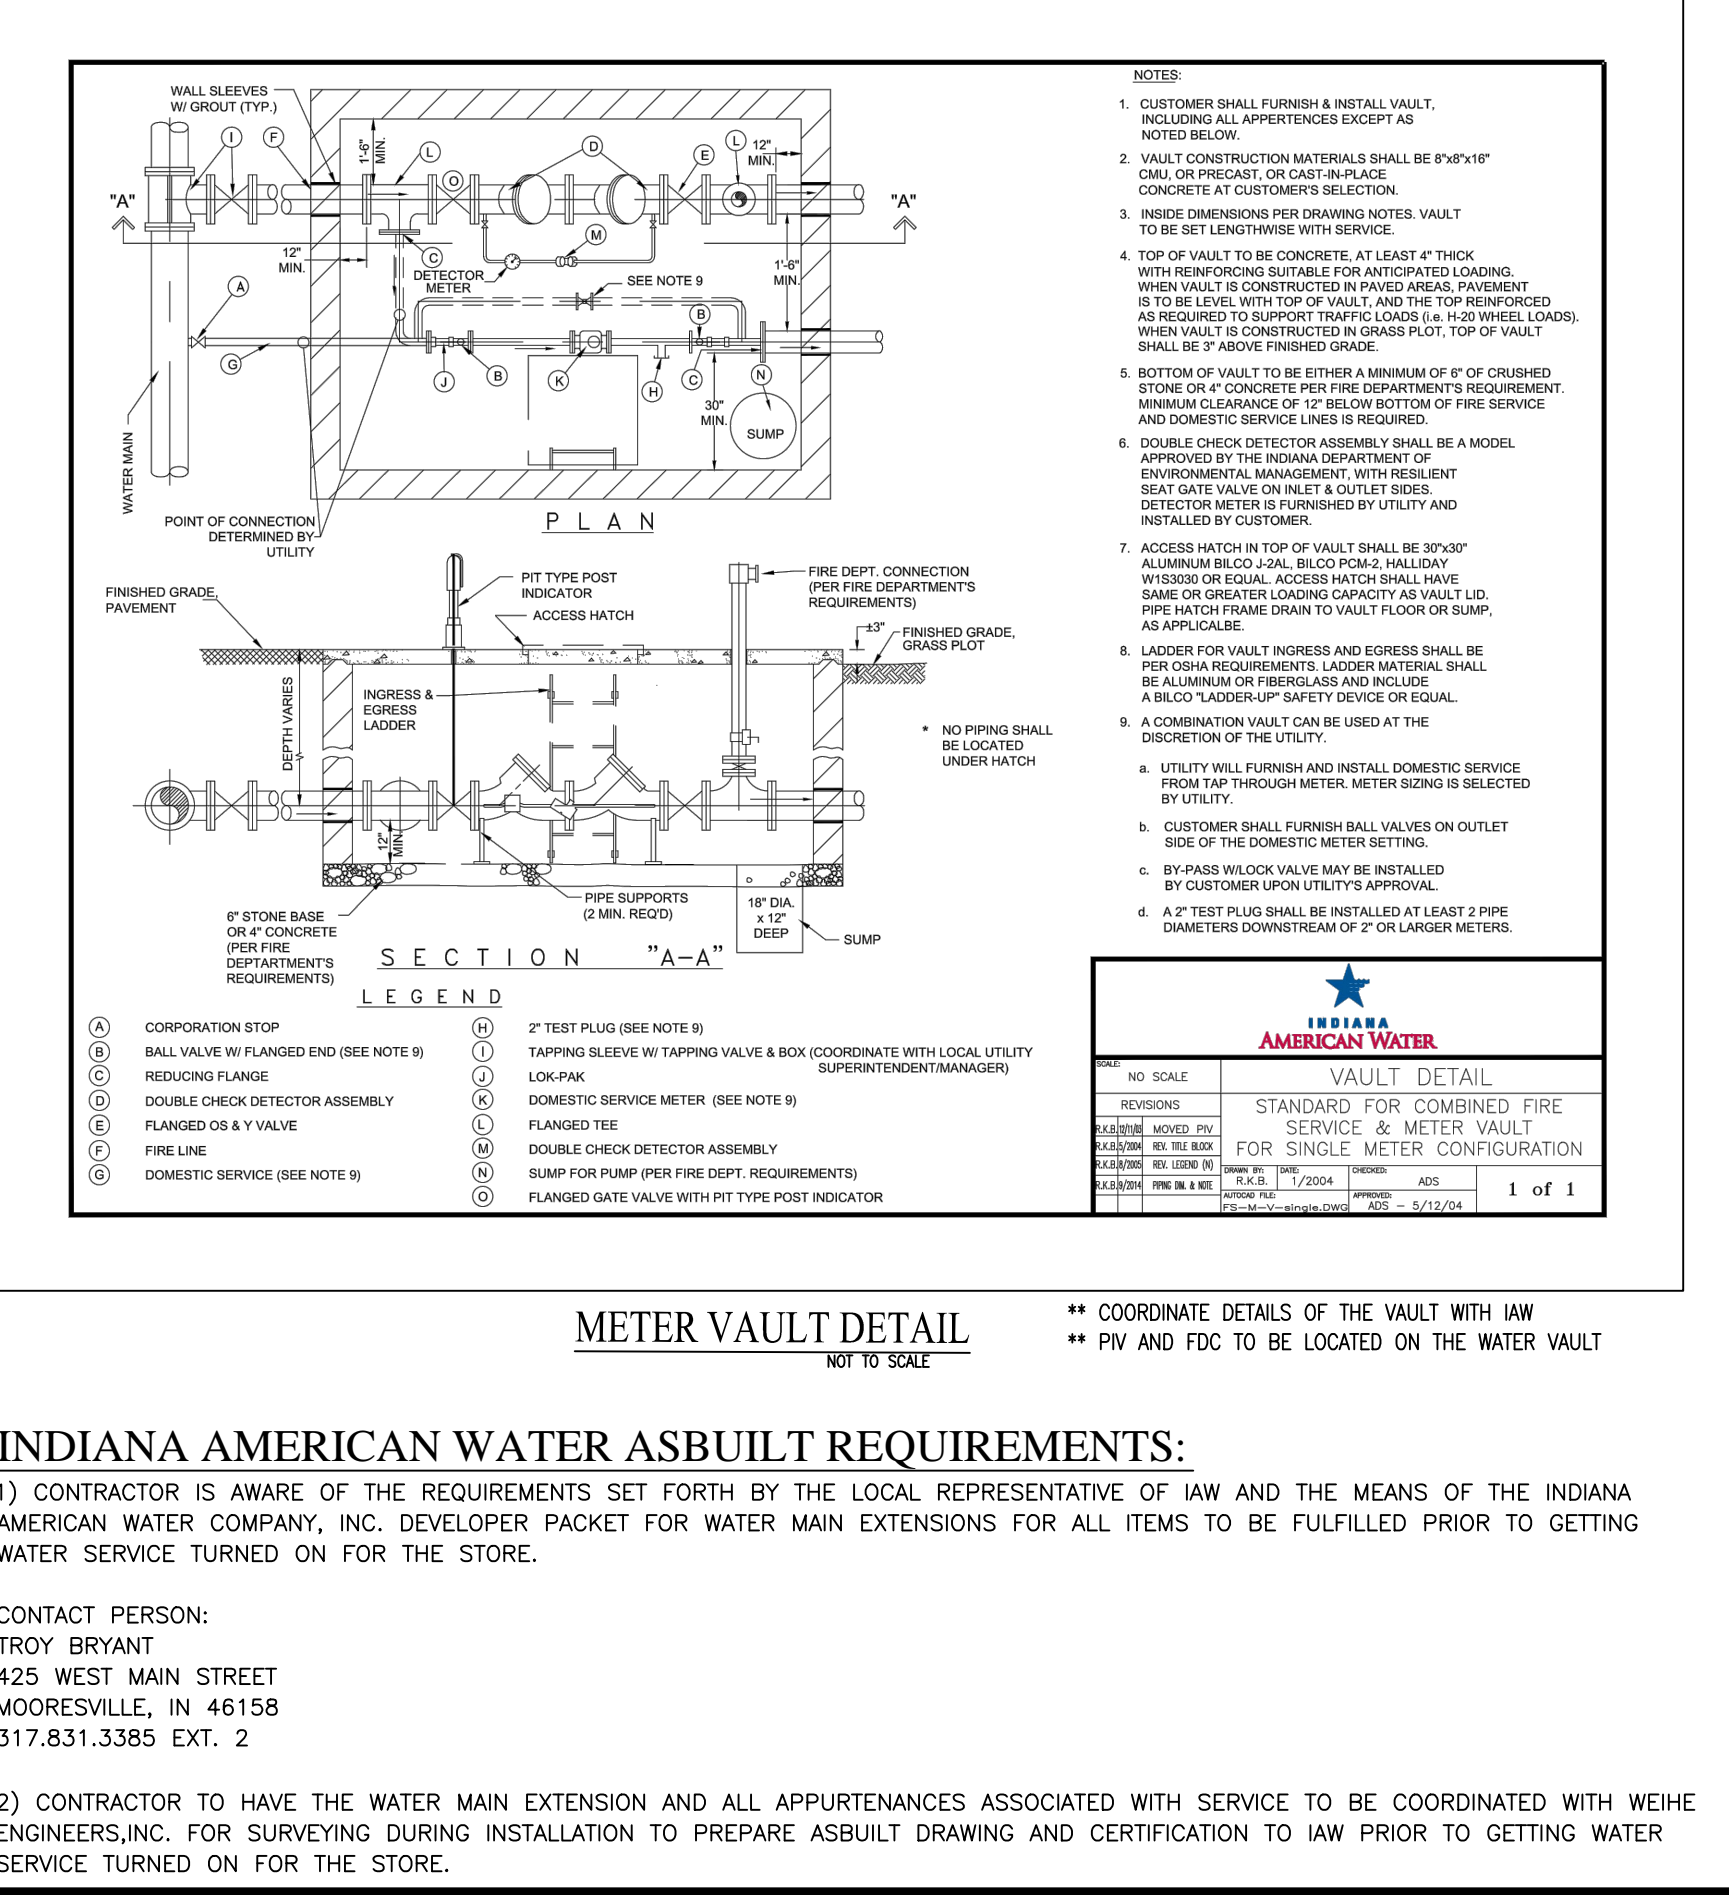 WALL SLEEVES
W/ GROUT (TYP.)
I
F
1'-6"
MIN.
L
O
D
E
L
12"
MIN.
"A"
"A"
12"
MIN.
C
DETECTOR
METER
M
SEE NOTE 9
1'-6"
MIN.
A
B
G
J
B
K
H
C
N
30"
MIN.
SUMP
WATER MAIN
POINT OF CONNECTION
DETERMINED BY
UTILITY
PLAN
FINISHED GRADE,
PAVEMENT
PIT TYPE POST
INDICATOR
ACCESS HATCH
FIRE DEPT. CONNECTION
(PER FIRE DEPARTMENT'S
REQUIREMENTS)
±3"
FINISHED GRADE,
GRASS PLOT
DEPTH VARIES
INGRESS &
EGRESS
LADDER
* NO PIPING SHALL
BE LOCATED
UNDER HATCH
12"
MIN.
PIPE SUPPORTS
(2 MIN. REQ'D)
18" DIA.
x 12"
DEEP
SUMP
6" STONE BASE
OR 4" CONCRETE
(PER FIRE
DEPTARTMENT'S
REQUIREMENTS)
SECTION "A-A"
LEGEND
A CORPORATION STOP
B BALL VALVE W/ FLANGED END (SEE NOTE 9)
C REDUCING FLANGE
D DOUBLE CHECK DETECTOR ASSEMBLY
E FLANGED OS & Y VALVE
F FIRE LINE
G DOMESTIC SERVICE (SEE NOTE 9)
H 2" TEST PLUG (SEE NOTE 9)
I TAPPING SLEEVE W/ TAPPING VALVE & BOX (COORDINATE WITH LOCAL UTILITY
SUPERINTENDENT/MANAGER)
J LOK-PAK
K DOMESTIC SERVICE METER (SEE NOTE 9)
L FLANGED TEE
M DOUBLE CHECK DETECTOR ASSEMBLY
N SUMP FOR PUMP (PER FIRE DEPT. REQUIREMENTS)
O FLANGED GATE VALVE WITH PIT TYPE POST INDICATOR
NOTES:
1. CUSTOMER SHALL FURNISH & INSTALL VAULT,
INCLUDING ALL APPERTENCES EXCEPT AS
NOTED BELOW.
2. VAULT CONSTRUCTION MATERIALS SHALL BE 8"x8"x16"
CMU, OR PRECAST, OR CAST-IN-PLACE
CONCRETE AT CUSTOMER'S SELECTION.
3. INSIDE DIMENSIONS PER DRAWING NOTES. VAULT
TO BE SET LENGTHWISE WITH SERVICE.
4. TOP OF VAULT TO BE CONCRETE, AT LEAST 4" THICK
WITH REINFORCING SUITABLE FOR ANTICIPATED LOADING.
WHEN VAULT IS CONSTRUCTED IN PAVED AREAS, PAVEMENT
IS TO BE LEVEL WITH TOP OF VAULT, AND THE TOP REINFORCED
AS REQUIRED TO SUPPORT TRAFFIC LOADS (i.e. H-20 WHEEL LOADS).
WHEN VAULT IS CONSTRUCTED IN GRASS PLOT, TOP OF VAULT
SHALL BE 3" ABOVE FINISHED GRADE.
5. BOTTOM OF VAULT TO BE EITHER A MINIMUM OF 6" OF CRUSHED
STONE OR 4" CONCRETE PER FIRE DEPARTMENT'S REQUIREMENT.
MINIMUM CLEARANCE OF 12" BELOW BOTTOM OF FIRE SERVICE
AND DOMESTIC SERVICE LINES IS REQUIRED.
6. DOUBLE CHECK DETECTOR ASSEMBLY SHALL BE A MODEL
APPROVED BY THE INDIANA DEPARTMENT OF
ENVIRONMENTAL MANAGEMENT, WITH RESILIENT
SEAT GATE VALVE ON INLET & OUTLET SIDES.
DETECTOR METER IS FURNISHED BY UTILITY AND
INSTALLED BY CUSTOMER.
7. ACCESS HATCH IN TOP OF VAULT SHALL BE 30"x30"
ALUMINUM BILCO J-2AL, BILCO PCM-2, HALLIDAY
W1S3030 OR EQUAL. ACCESS HATCH SHALL HAVE
SAME OR GREATER LOADING CAPACITY AS VAULT LID.
PIPE HATCH FRAME DRAIN TO VAULT FLOOR OR SUMP,
AS APPLICALBE.
8. LADDER FOR VAULT INGRESS AND EGRESS SHALL BE
PER OSHA REQUIREMENTS. LADDER MATERIAL SHALL
BE ALUMINUM OR FIBERGLASS AND INCLUDE
A BILCO "LADDER-UP" SAFETY DEVICE OR EQUAL.
9. A COMBINATION VAULT CAN BE USED AT THE
DISCRETION OF THE UTILITY.
a. UTILITY WILL FURNISH AND INSTALL DOMESTIC SERVICE
FROM TAP THROUGH METER. METER SIZING IS SELECTED
BY UTILITY.
b. CUSTOMER SHALL FURNISH BALL VALVES ON OUTLET
SIDE OF THE DOMESTIC METER SETTING.
c. BY-PASS W/LOCK VALVE MAY BE INSTALLED
BY CUSTOMER UPON UTILITY'S APPROVAL.
d. A 2" TEST PLUG SHALL BE INSTALLED AT LEAST 2 PIPE
DIAMETERS DOWNSTREAM OF 2" OR LARGER METERS.
INDIANA
AMERICAN WATER
SCALE:
NO SCALE
VAULT DETAIL
REVISIONS
STANDARD FOR COMBINED FIRE
SERVICE & METER VAULT
FOR SINGLE METER CONFIGURATION
R.K.B. 12/11/03 MOVED PIV
R.K.B. 5/2004 REV. TITLE BLOCK
R.K.B. 8/2005 REV. LEGEND (N)
R.K.B. 9/2014 PIPING DIM. & NOTE
DRAWN BY: R.K.B.
DATE: 1/2004
CHECKED: ADS
AUTOCAD FILE:
FS-M-V-single.DWG
APPROVED:
ADS - 5/12/04
1 of 1
METER VAULT DETAIL
NOT TO SCALE
** COORDINATE DETAILS OF THE VAULT WITH IAW
** PIV AND FDC TO BE LOCATED ON THE WATER VAULT
INDIANA AMERICAN WATER ASBUILT REQUIREMENTS:
1) CONTRACTOR IS AWARE OF THE REQUIREMENTS SET FORTH BY THE LOCAL REPRESENTATIVE OF IAW AND THE MEANS OF THE INDIANA
AMERICAN WATER COMPANY, INC. DEVELOPER PACKET FOR WATER MAIN EXTENSIONS FOR ALL ITEMS TO BE FULFILLED PRIOR TO GETTING
WATER SERVICE TURNED ON FOR THE STORE.
CONTACT PERSON:
TROY BRYANT
425 WEST MAIN STREET
MOORESVILLE, IN 46158
317.831.3385 EXT. 2
2) CONTRACTOR TO HAVE THE WATER MAIN EXTENSION AND ALL APPURTENANCES ASSOCIATED WITH SERVICE TO BE COORDINATED WITH WEIHE
ENGINEERS,INC. FOR SURVEYING DURING INSTALLATION TO PREPARE ASBUILT DRAWING AND CERTIFICATION TO IAW PRIOR TO GETTING WATER
SERVICE TURNED ON FOR THE STORE.